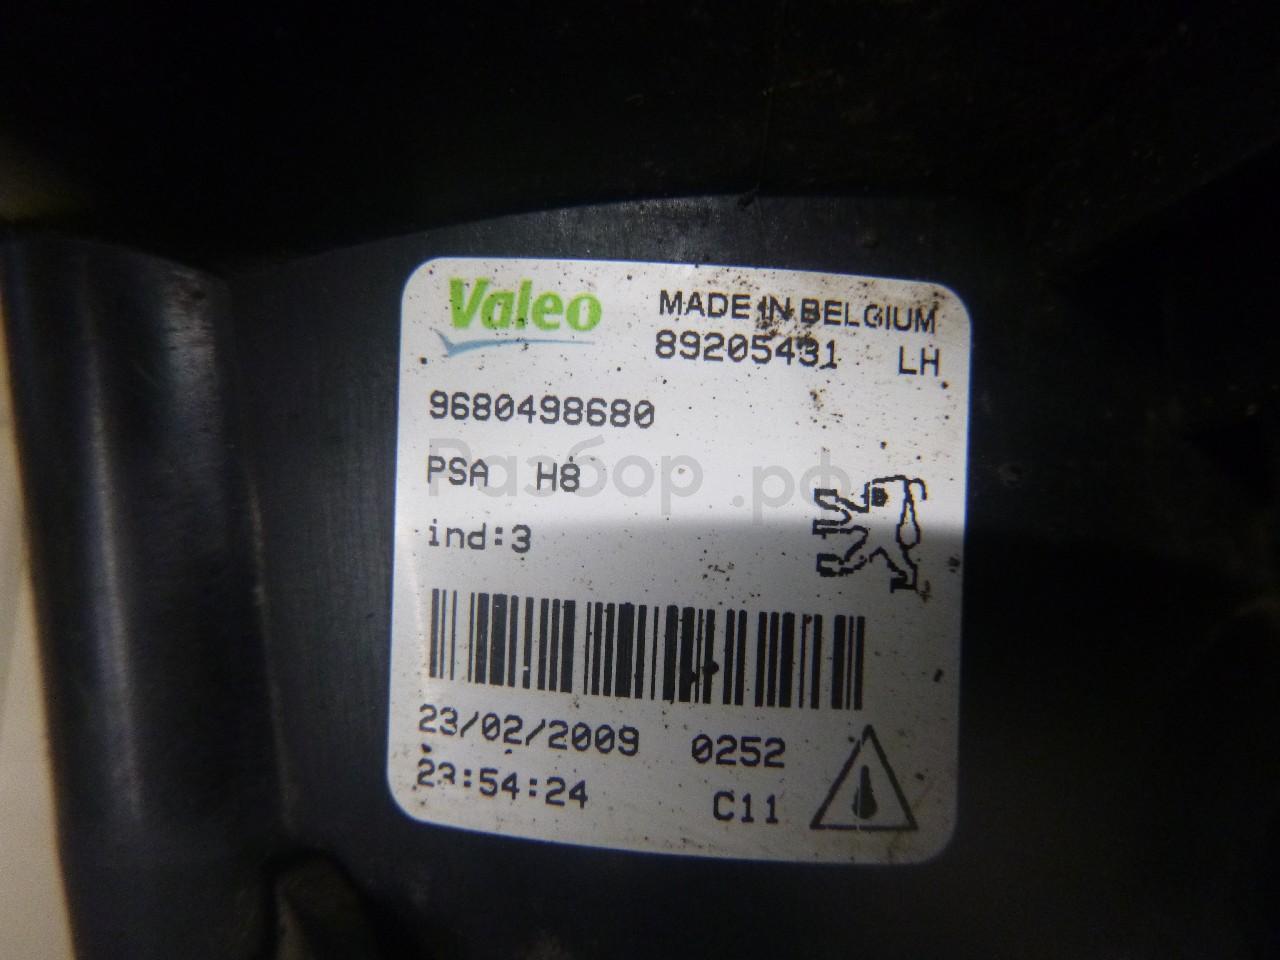 Valeo
MADE IN BELGIUM
89205431 LH
9680498680
PSA H8
Разбор.рф
ind:3
23/02/2009 0252
23:54:24 C11